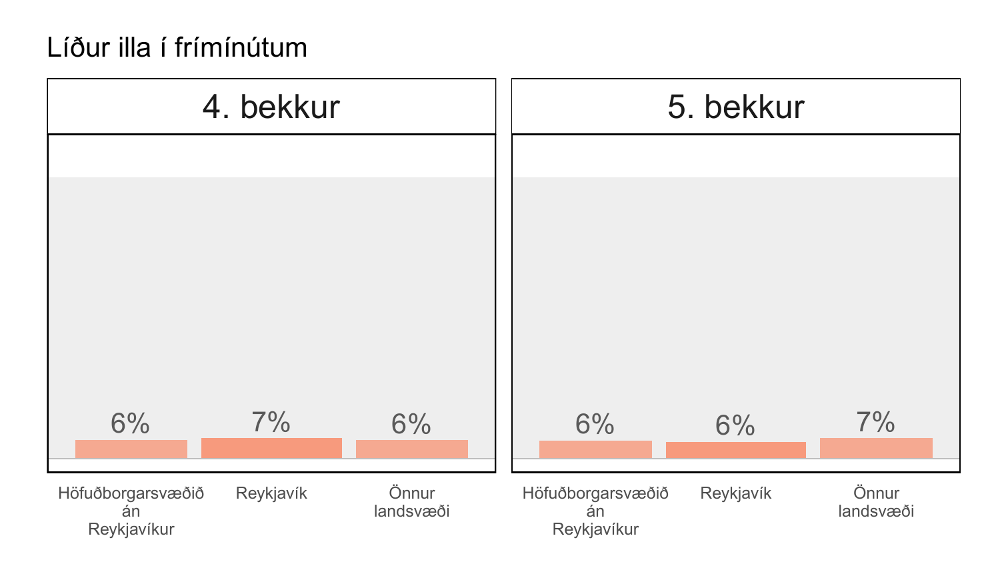 Líður illa í frímínútum
4. bekkur
5. bekkur
6%
7%
6%
6%
6%
7%
Höfuðborgarsvæðið
án
Reykjavíkur
Reykjavík
Önnur
landsvæði
Höfuðborgarsvæðið
án
Reykjavíkur
Reykjavík
Önnur
landsvæði